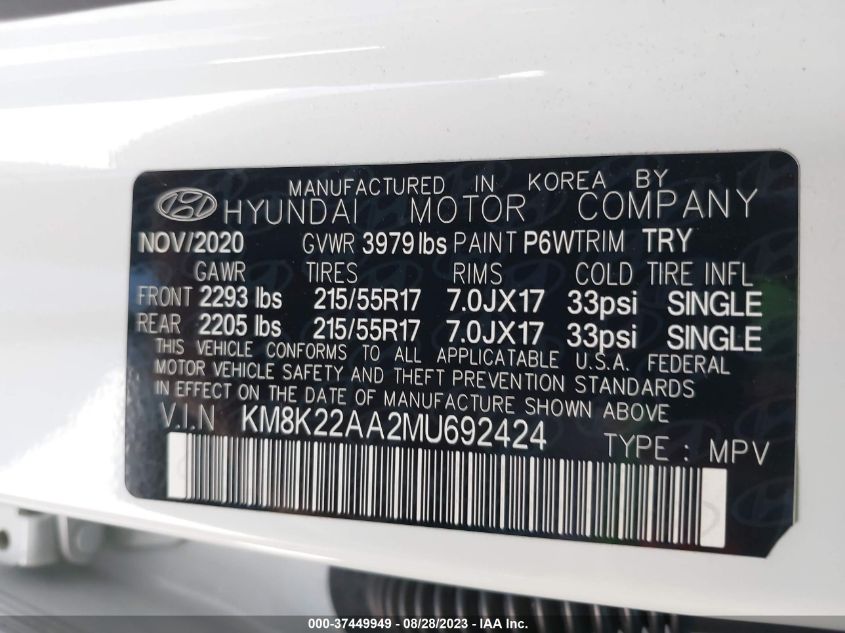 MANUFACTURED IN KOREA BY
HYUNDAI MOTOR COMPANY
NOV/2020 GVWR 3979 lbs PAINT P6W TRIM TRY
GAWR TIRES RIMS COLD TIRE INFL
FRONT 2293 lbs 215/55R17 7.0JX17 33psi SINGLE
REAR 2205 lbs 215/55R17 7.0JX17 33psi SINGLE
THIS VEHICLE CONFORMS TO ALL APPLICATABLE U.S.A. FEDERAL
MOTOR VEHICLE SAFETY AND THEFT PREVENTION STANDARDS
IN EFFECT ON THE DATE OF MANUFACTURE SHOWN ABOVE
V.I.N KM8K22AA2MU692424 TYPE : MPV
000-37449949 - 08/28/2023 - IAA Inc.